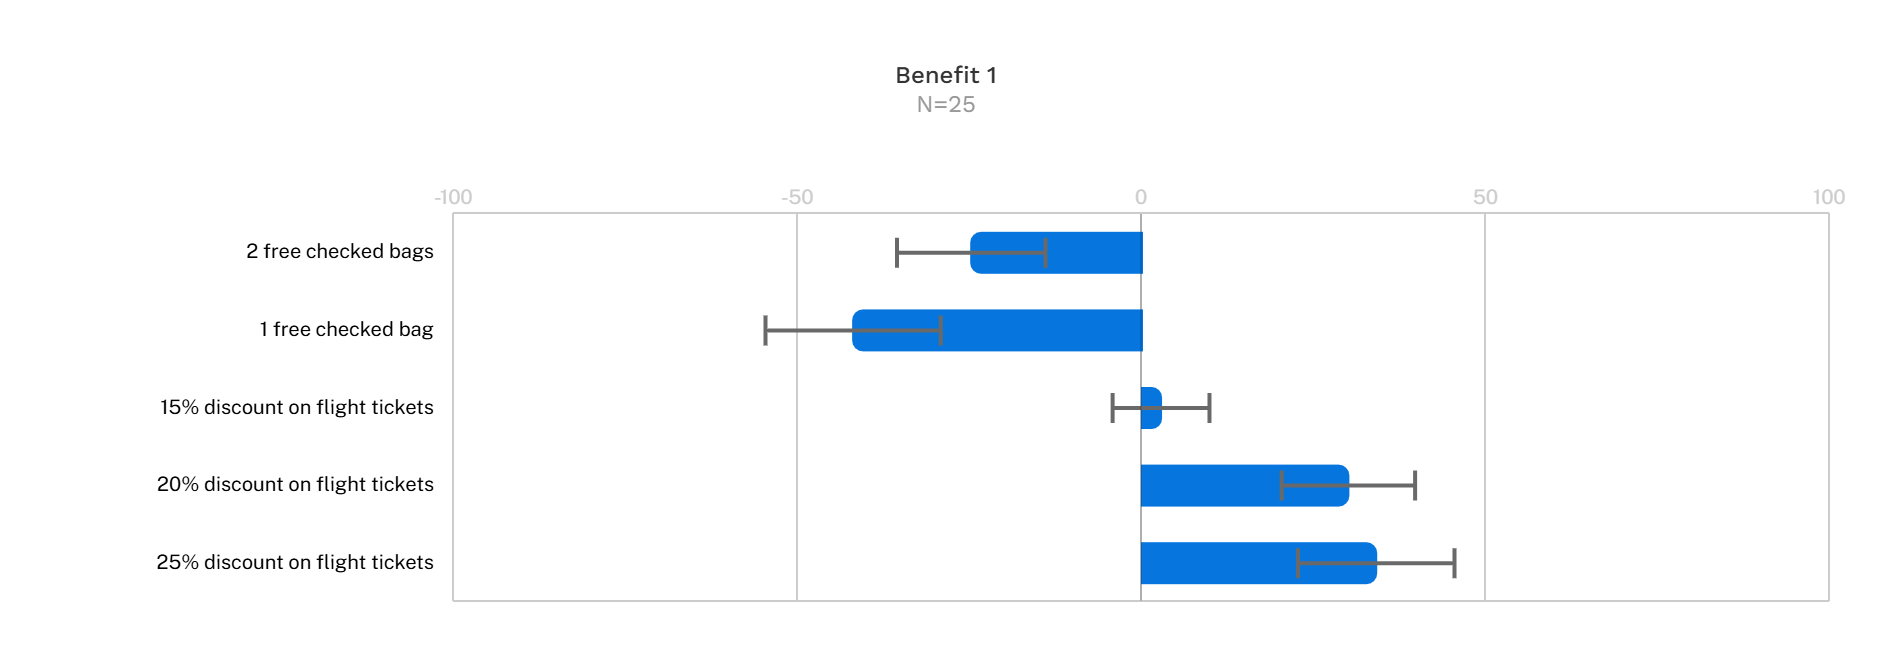 Benefit 1
N=25
-100 -50 0 50 100
2 free checked bags
1 free checked bag
15% discount on flight tickets
20% discount on flight tickets
25% discount on flight tickets